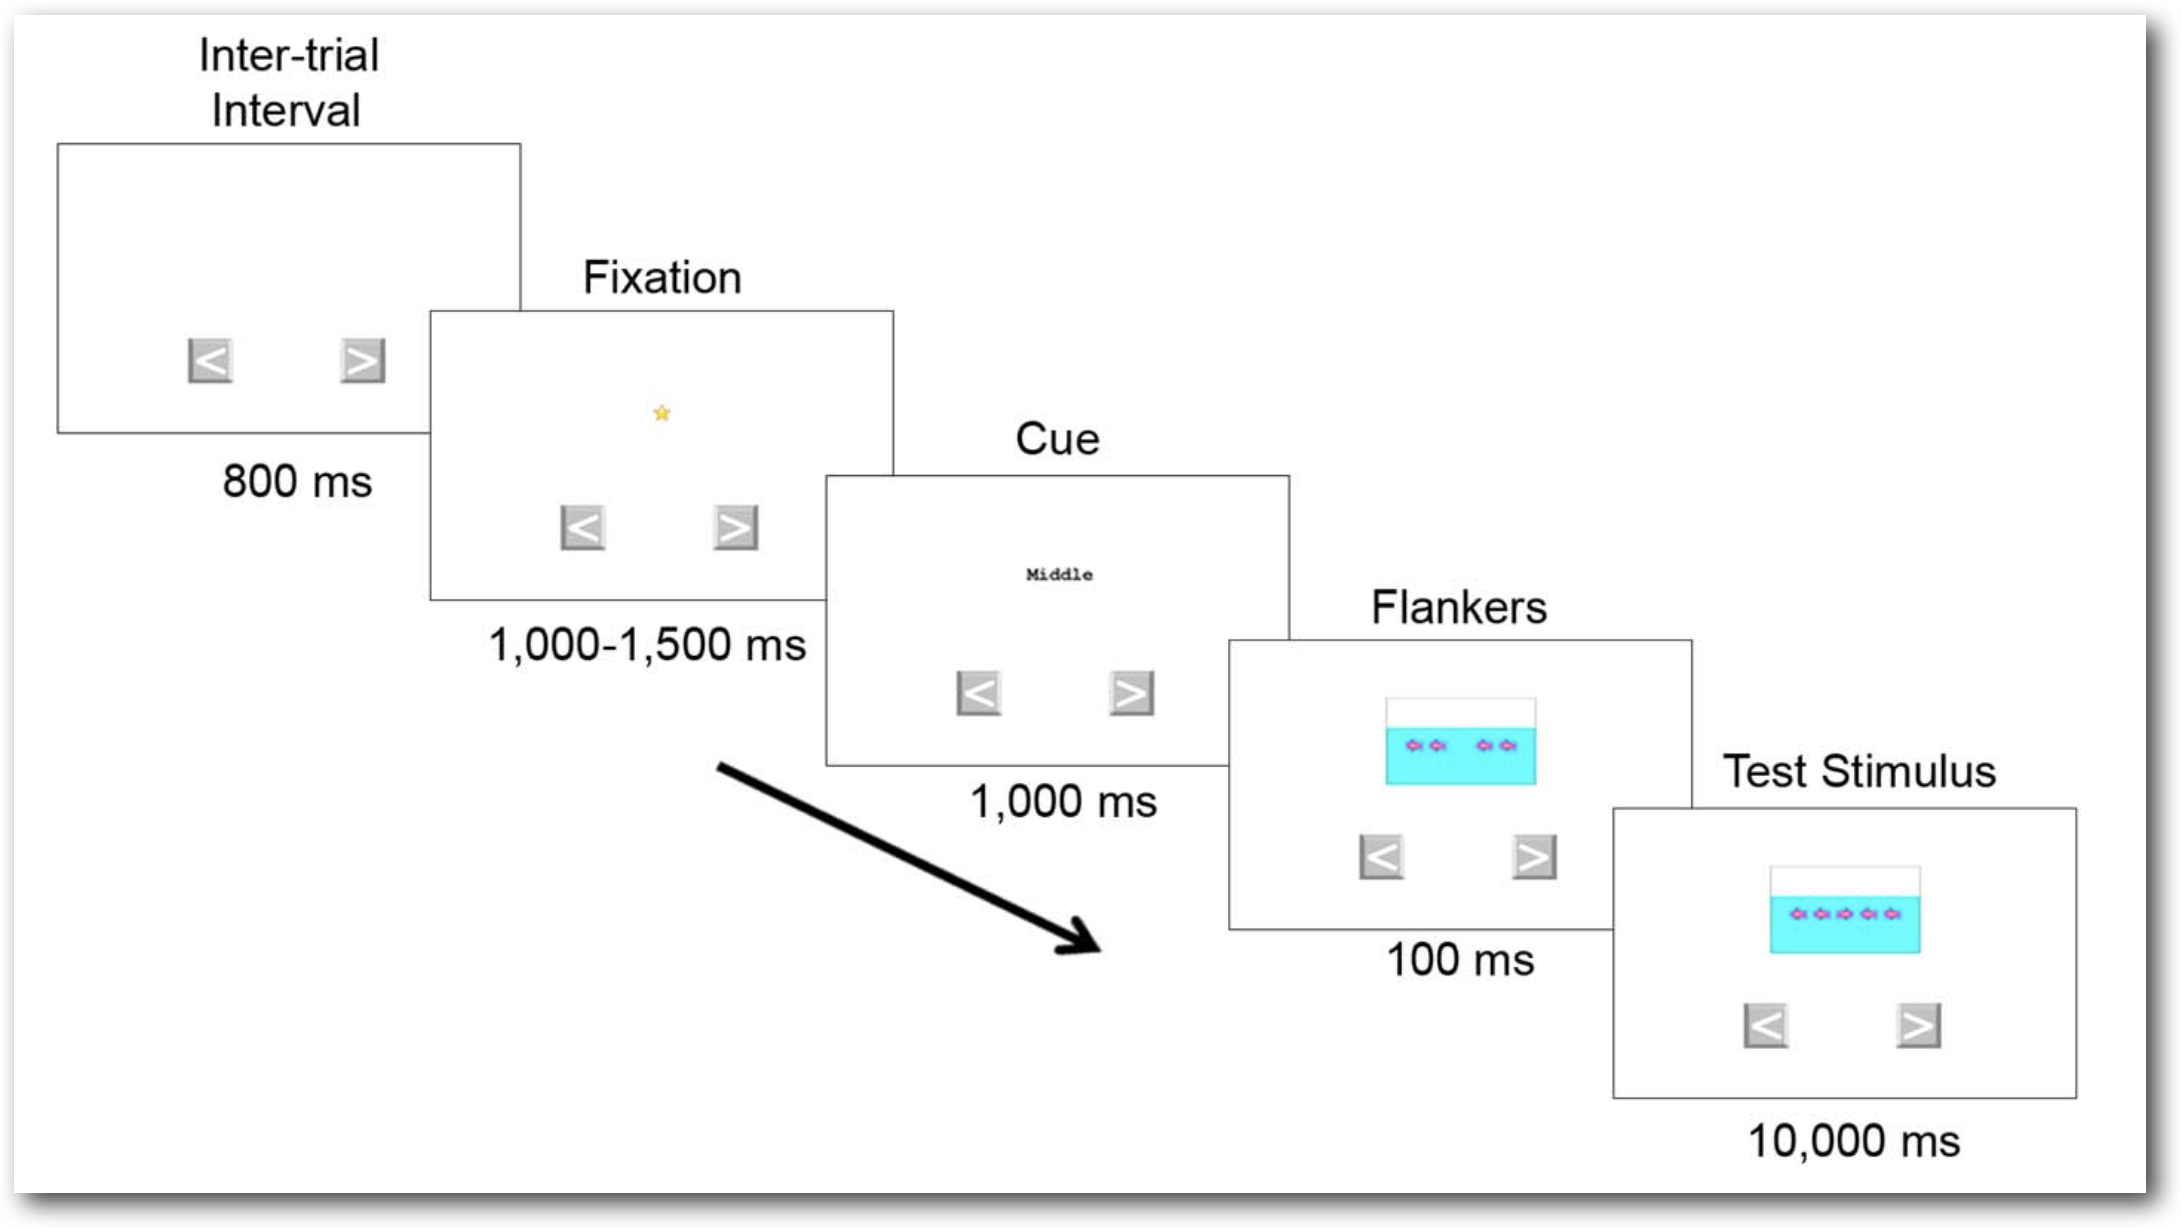 Inter-trial
Interval
< >
800 ms
Fixation
< >
1,000-1,500 ms
Cue
Middle
< >
1,000 ms
Flankers
< >
100 ms
Test Stimulus
< >
10,000 ms